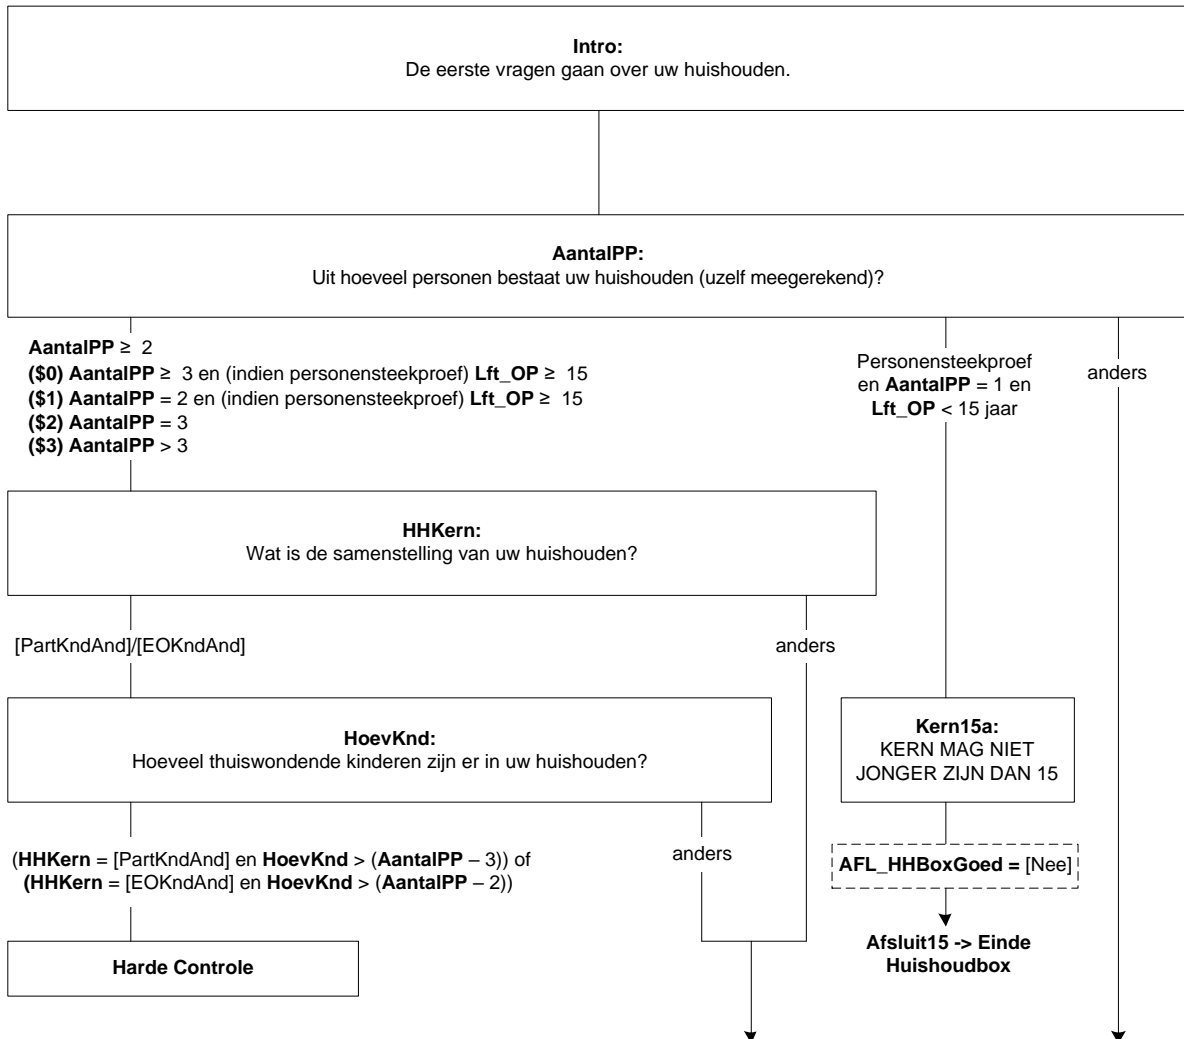 Intro:
De eerste vragen gaan over uw huishouden.
AantalPP:
Uit hoeveel personen bestaat uw huishouden (uzelf meegerekend)?
AantalPP ≥ 2
($0) AantalPP ≥ 3 en (indien personensteekproef) Lft_OP ≥ 15
($1) AantalPP = 2 en (indien personensteekproef) Lft_OP ≥ 15
($2) AantalPP = 3
($3) AantalPP > 3
Personensteekproef
en AantalPP = 1 en
Lft_OP < 15 jaar
anders
HHKern:
Wat is de samenstelling van uw huishouden?
[PartKndAnd]/[EOKndAnd]
anders
HoevKnd:
Hoeveel thuiswondende kinderen zijn er in uw huishouden?
Kern15a:
KERN MAG NIET
JONGER ZIJN DAN 15
(HHKern = [PartKndAnd] en HoevKnd > (AantalPP – 3)) of
(HHKern = [EOKndAnd] en HoevKnd > (AantalPP – 2))
anders
AFL_HHBoxGoed = [Nee]
Harde Controle
Afsluit15 -> Einde
Huishoudbox